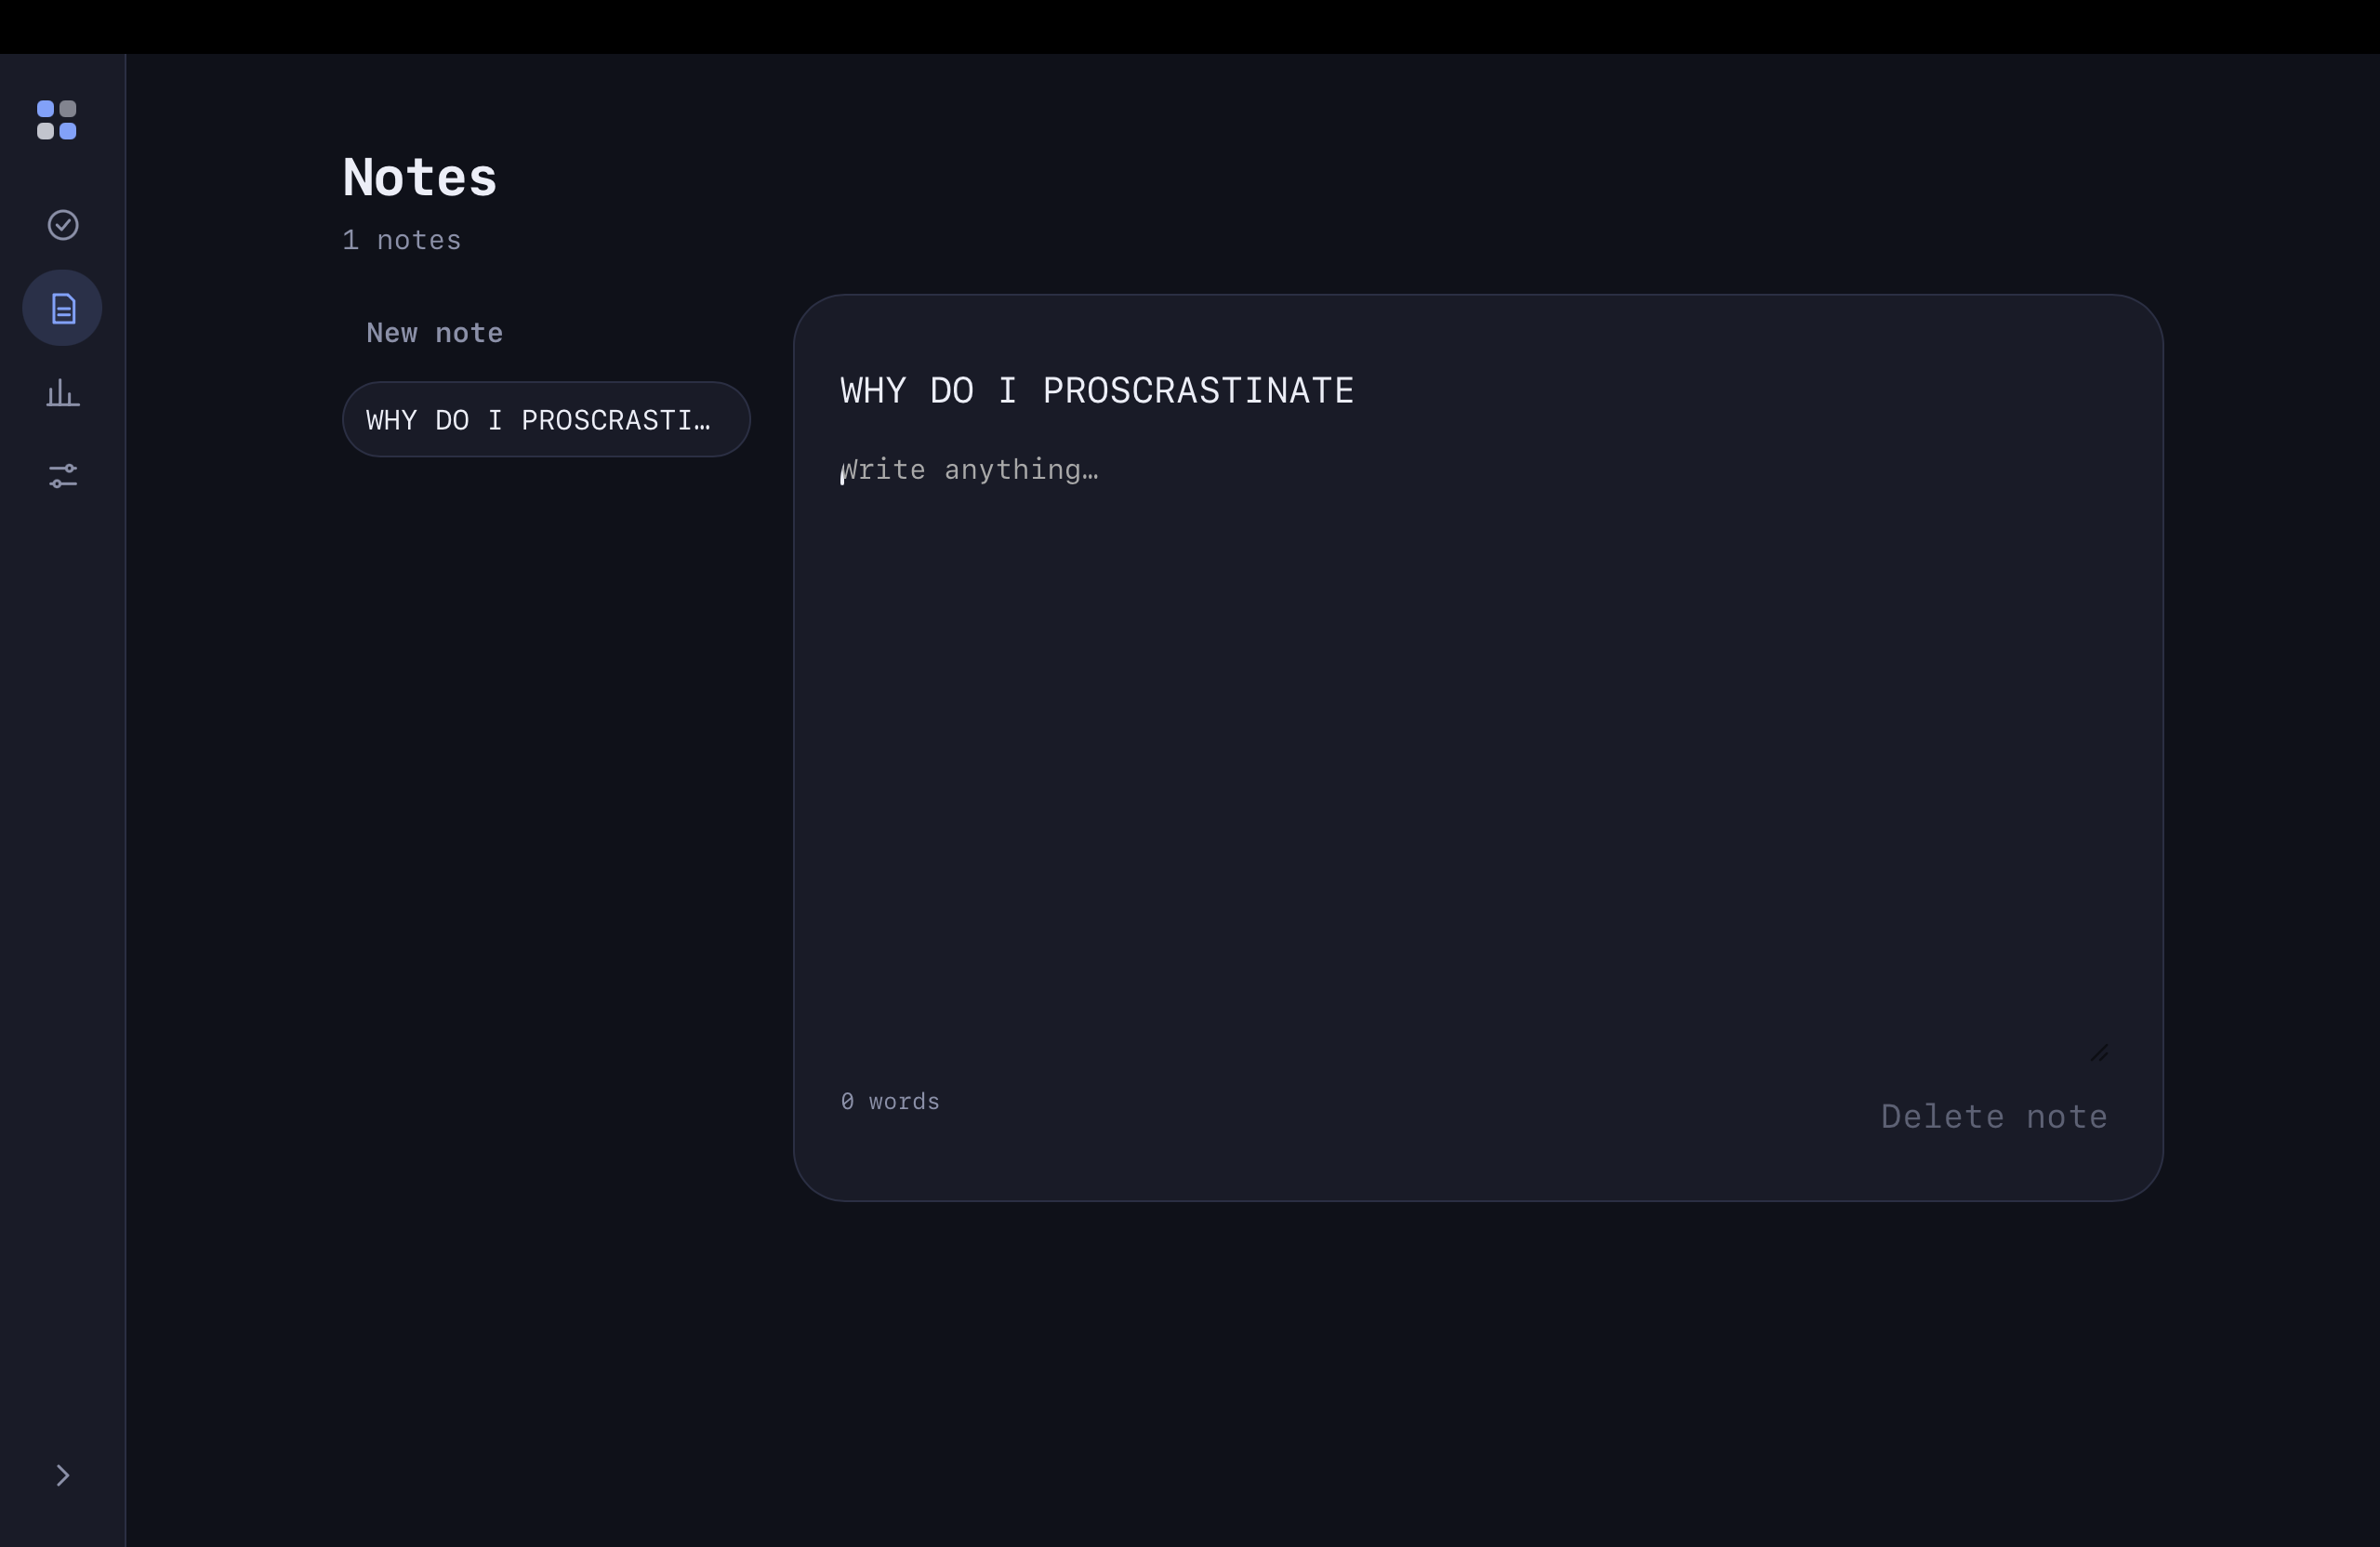 Notes
1 notes
New note
WHY DO I PROSCRASTI…
WHY DO I PROSCRASTINATE
Write anything…
0 words
Delete note